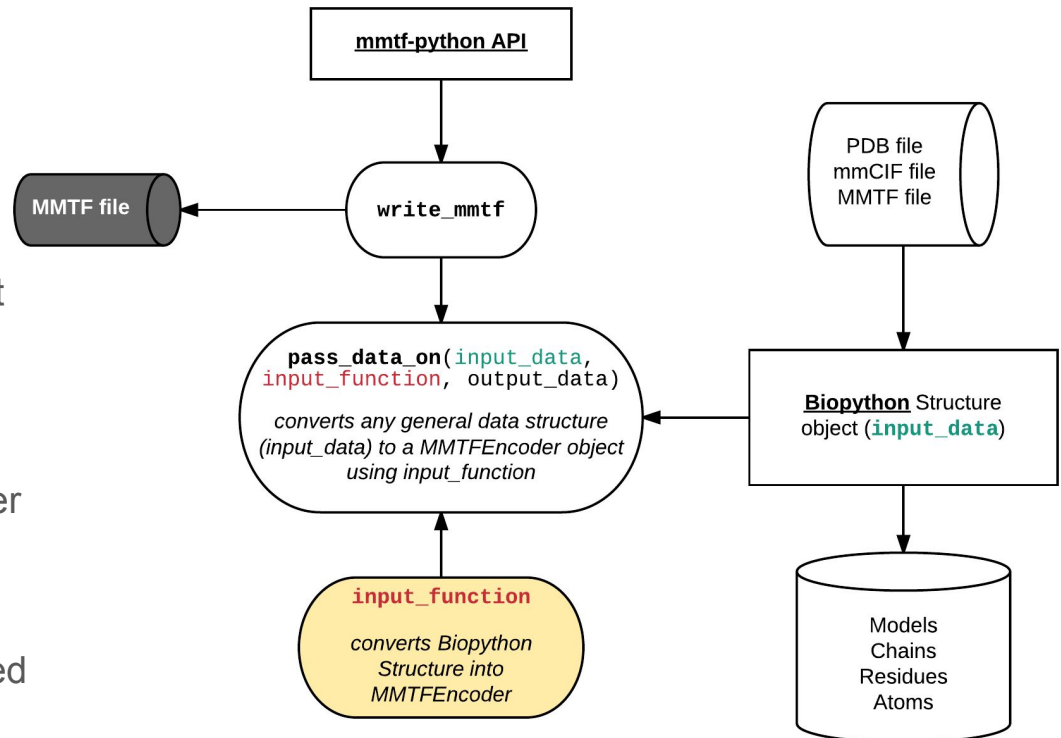 mmtf-python API
PDB file
mmCIF file
MMTF file
MMTF file
write_mmtf
pass_data_on(input_data,
input_function, output_data)
converts any general data structure
(input_data) to a MMTFEncoder object
using input_function
Biopython Structure
object (input_data)
input_function
converts Biopython
Structure into
MMTFEncoder
Models
Chains
Residues
Atoms